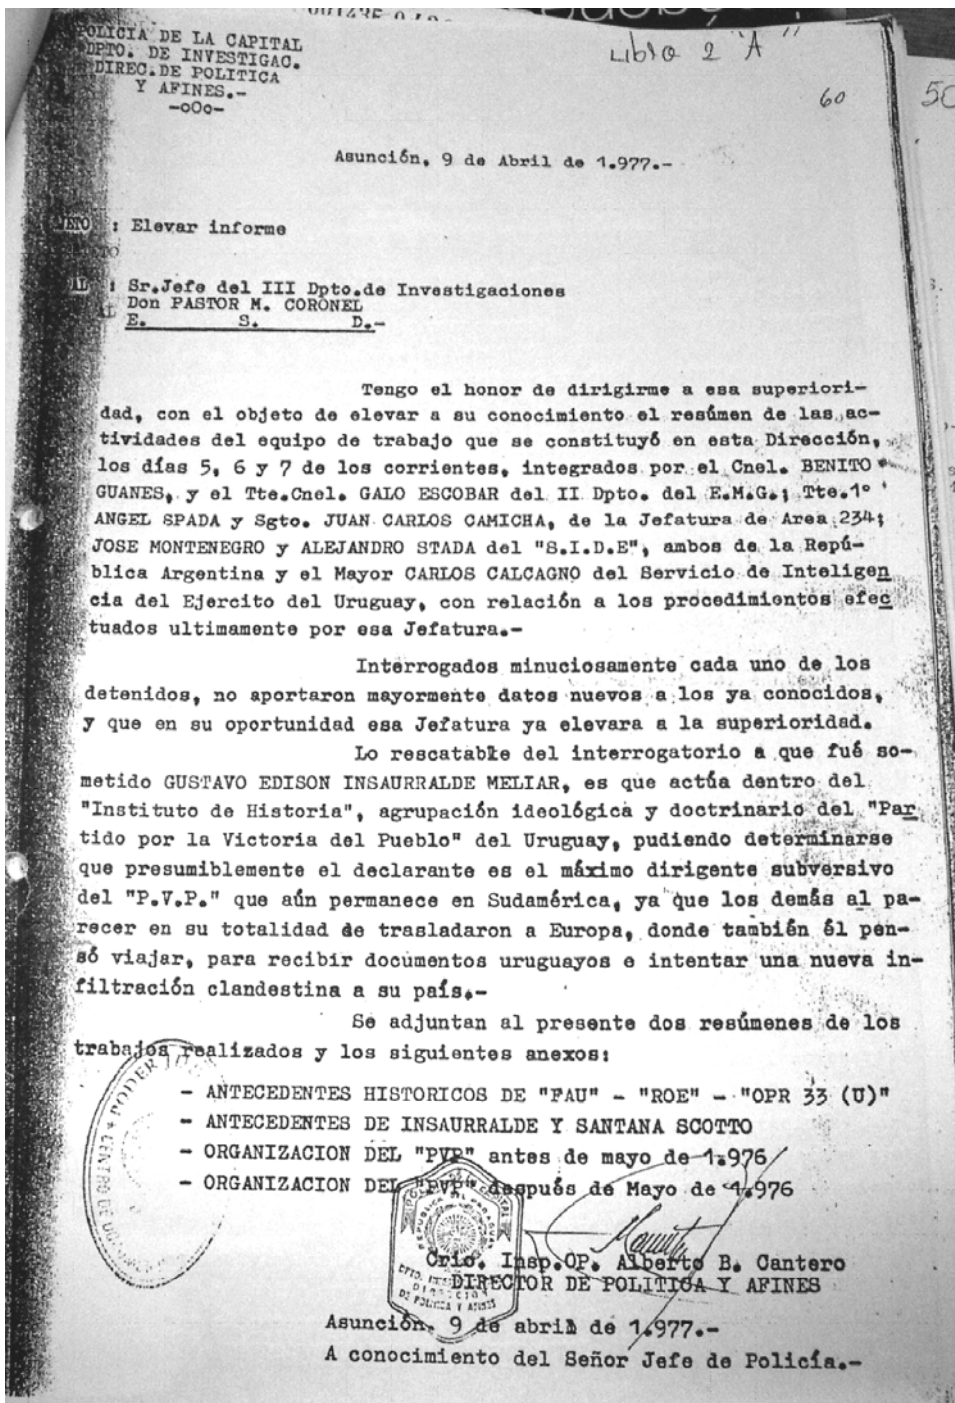 Libro 2 "A"
POLICIA DE LA CAPITAL
DPTO. DE INVESTIGAC.
DIREC.DE POLITICA
Y AFINES.-
-oOo-
60
50
Asunción, 9 de Abril de 1.977.-
: Elevar informe
: Sr.Jefe del III Dpto.de Investigaciones
Don PASTOR M. CORONEL
E. S. D.-
Tengo el honor de dirigirme a esa superiori-
dad, con el objeto de elevar a su conocimiento el resúmen de las ac-
tividades del equipo de trabajo que se constituyó en esta Dirección,
los días 5, 6 y 7 de los corrientes, integrados por el Cnel. BENITO
GUANES, y el Tte.Cnel. GALO ESCOBAR del II Dpto. del E.M.G.; Tte.1º
ANGEL SPADA y Sgto. JUAN CARLOS CAMICHA, de la Jefatura de Area 234;
JOSE MONTENEGRO y ALEJANDRO STADA del "S.I.D.E", ambos de la Repú-
blica Argentina y el Mayor CARLOS CALCAGNO del Servicio de Inteligen
cia del Ejercito del Uruguay, con relación a los procedimientos efec
tuados ultimamente por esa Jefatura.-
Interrogados minuciosamente cada uno de los
detenidos, no aportaron mayormente datos nuevos a los ya conocidos,
y que en su oportunidad esa Jefatura ya elevara a la superioridad.
Lo rescatable del interrogatorio a que fué so-
metido GUSTAVO EDISON INSAURRALDE MELIAR, es que actúa dentro del
"Instituto de Historia", agrupación ideológica y doctrinario del "Par
tido por la Victoria del Pueblo" del Uruguay, pudiendo determinarse
que presumiblemente el declarante es el máximo dirigente subversivo
del "P.V.P." que aún permanece en Sudamérica, ya que los demás al pa-
recer en su totalidad de trasladaron a Europa, donde también él pen-
só viajar, para recibir documentos uruguayos e intentar una nueva in-
filtración clandestina a su país.-
Se adjuntan al presente dos resúmenes de los
trabajos realizados y los siguientes anexos:
- ANTECEDENTES HISTORICOS DE "FAU" - "ROE" - "OPR 33 (U)"
- ANTECEDENTES DE INSAURRALDE Y SANTANA SCOTTO
- ORGANIZACION DEL "PVP" antes de mayo de 1.976
- ORGANIZACION DEL "PVP" después de Mayo de 1.976
Crio. Insp.OP. Alberto B. Cantero
DIRECTOR DE POLITICA Y AFINES
Asunción, 9 de abril de 1.977.-
A conocimiento del Señor Jefe de Policía.-